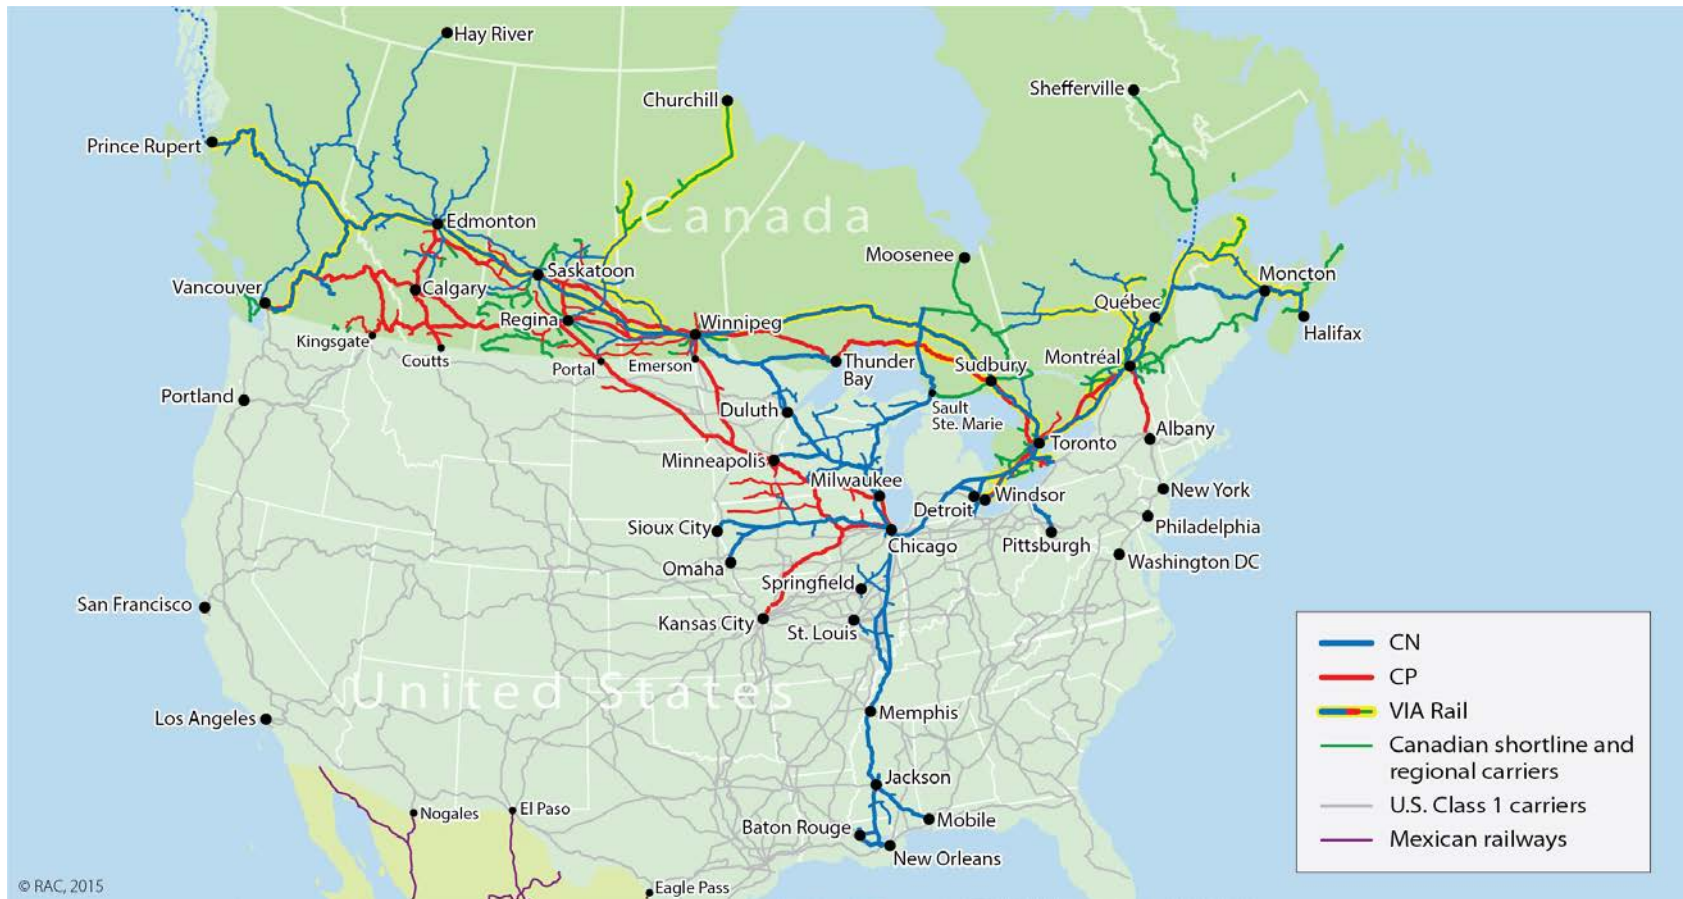 Hay River
Churchill
Shefferville
Prince Rupert
Canada
Edmonton
Moosenee
Saskatoon
Moncton
Vancouver
Calgary
Québec
Regina
Winnipeg
Halifax
Kingsgate
Coutts
Portal
Emerson
Thunder
Bay
Sudbury
Montréal
Portland
Duluth
Sault
Ste. Marie
Toronto
Albany
Minneapolis
Milwaukee
Windsor
New York
Detroit
Sioux City
Philadelphia
Chicago
Pittsburgh
Omaha
Washington DC
Springfield
San Francisco
Kansas City
St. Louis
United States
Los Angeles
Memphis
Jackson
Nogales
El Paso
Baton Rouge
Mobile
New Orleans
Eagle Pass
CN
CP
VIA Rail
Canadian shortline and
regional carriers
U.S. Class 1 carriers
Mexican railways
© RAC, 2015